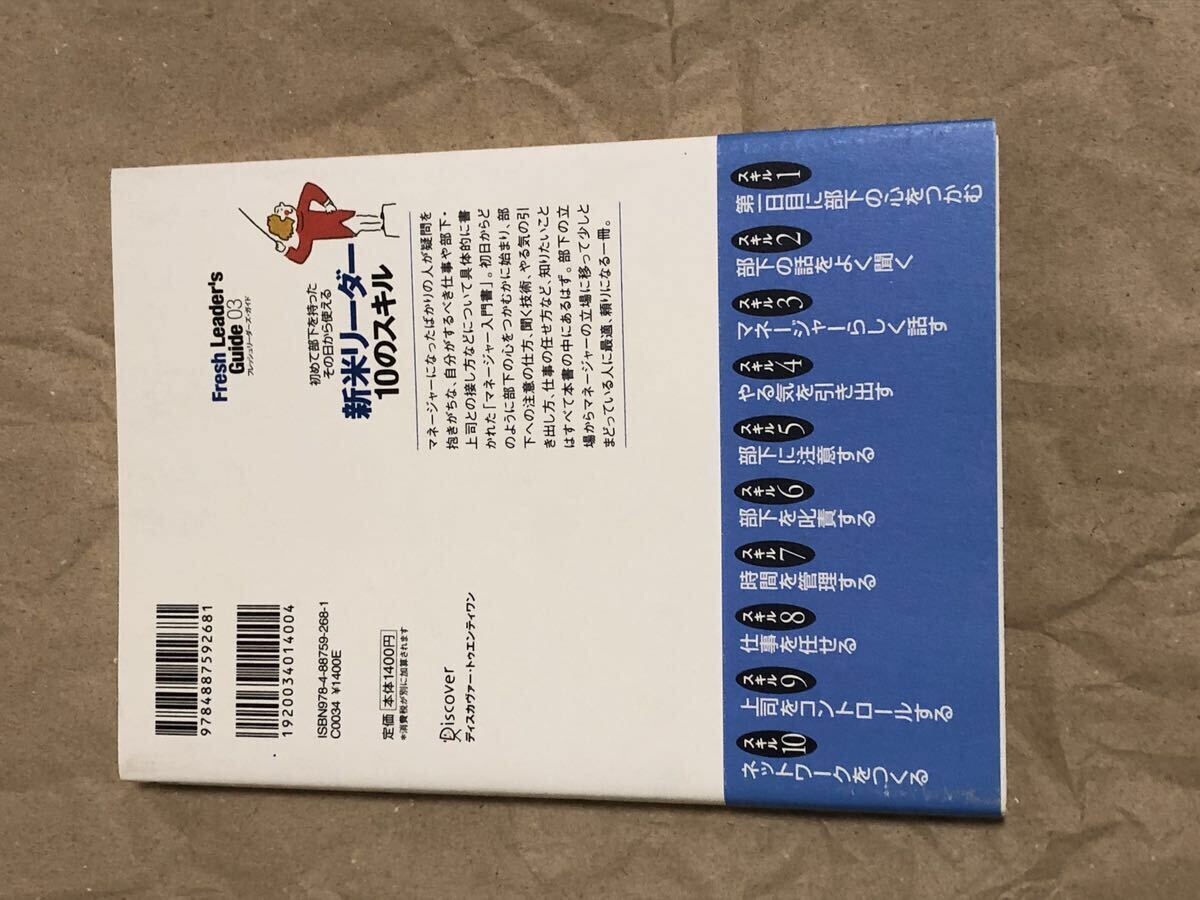 Fresh Leader's
Guide 03
フレッシュリーダーズ・ガイド
初めて部下を持った
その日から使える
新米リーダー
10のスキル
マネージャーになったばかりの人が疑問を
抱きがちな、自分がするべき仕事や部下・
上司との接し方などについて具体的に書
かれた「マネージャー入門書」。初日からど
のように部下の心をつかむかに始まり、部
下への注意の仕方、聞く技術、やる気の引
き出し方、仕事の任せ方など、知りたいこと
はすべて本書の中にあるはず。部下の立
場からマネージャーの立場に移って少しと
まどっている人に最適、頼りになる一冊。
9784887592681
1920034014004
ISBN978-4-88759-268-1
C0034 ¥1400E
定価 本体1400円
*消費税が別に加算されます
Discover
ディスカヴァー・トゥエンティワン
スキル1
第一日目に部下の心をつかむ
スキル2
部下の話をよく聞く
スキル3
マネージャーらしく話す
スキル4
やる気を引き出す
スキル5
部下に注意する
スキル6
部下を叱責する
スキル7
時間を管理する
スキル8
仕事を任せる
スキル9
上司をコントロールする
スキル10
ネットワークをつくる